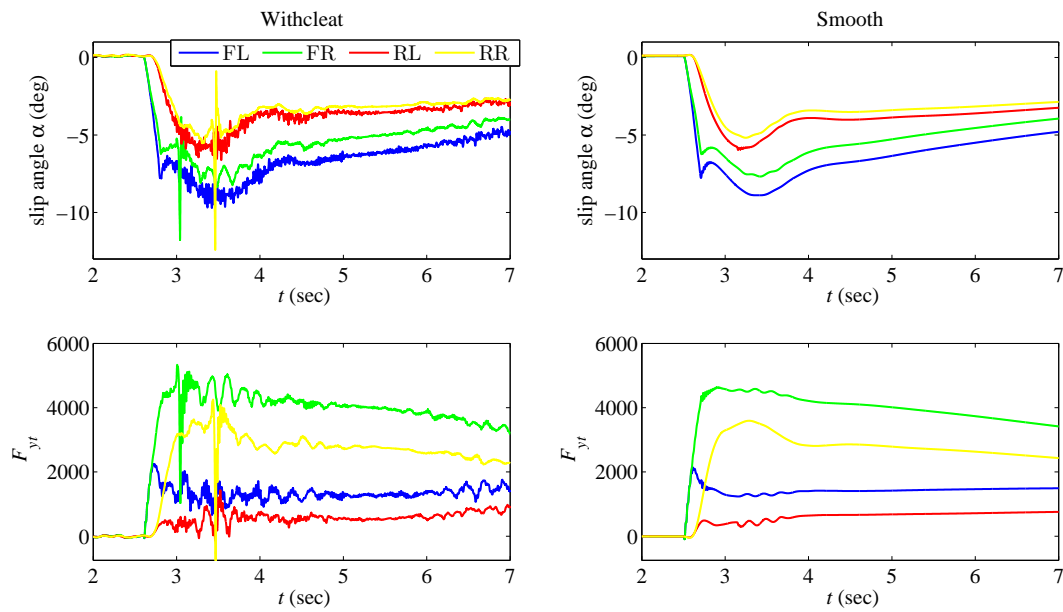 Withcleat
Smooth
FL FR RL RR
slip angle α (deg)
0
−5
−10
2 3 4 5 6 7
t (sec)
slip angle α (deg)
0
−5
−10
2 3 4 5 6 7
t (sec)
F_yt
6000
4000
2000
0
2 3 4 5 6 7
t (sec)
F_yt
6000
4000
2000
0
2 3 4 5 6 7
t (sec)